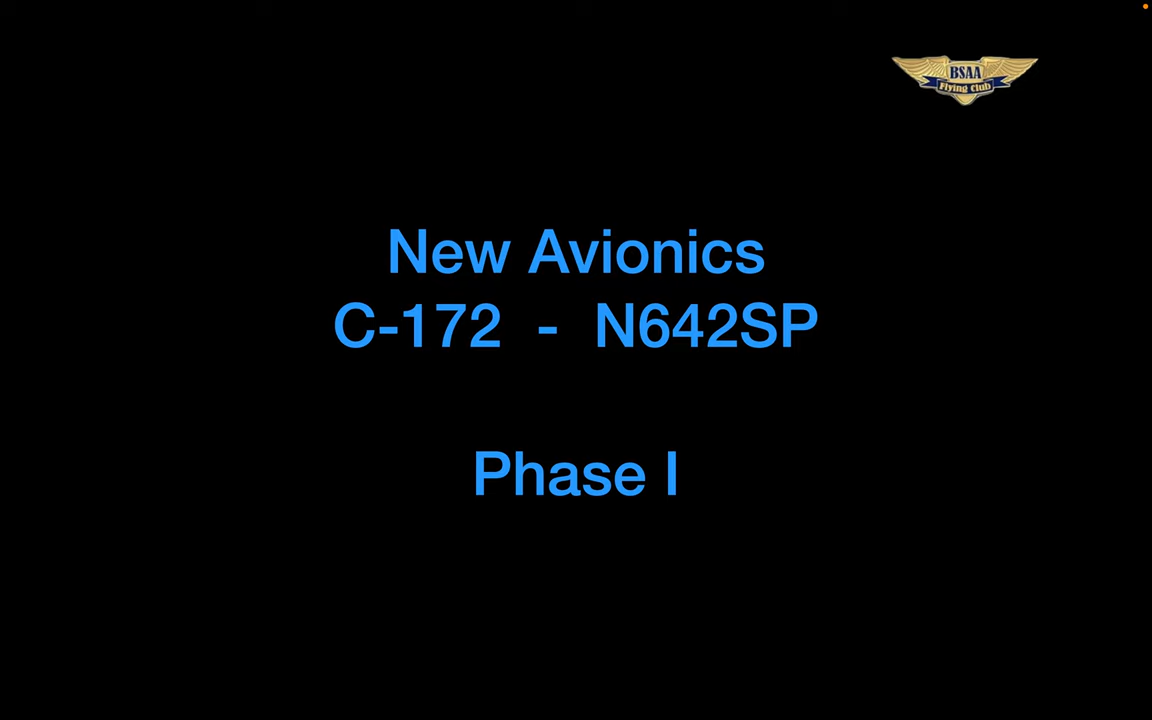 BSAA
Flying Club
New Avionics
C-172 - N642SP
Phase I